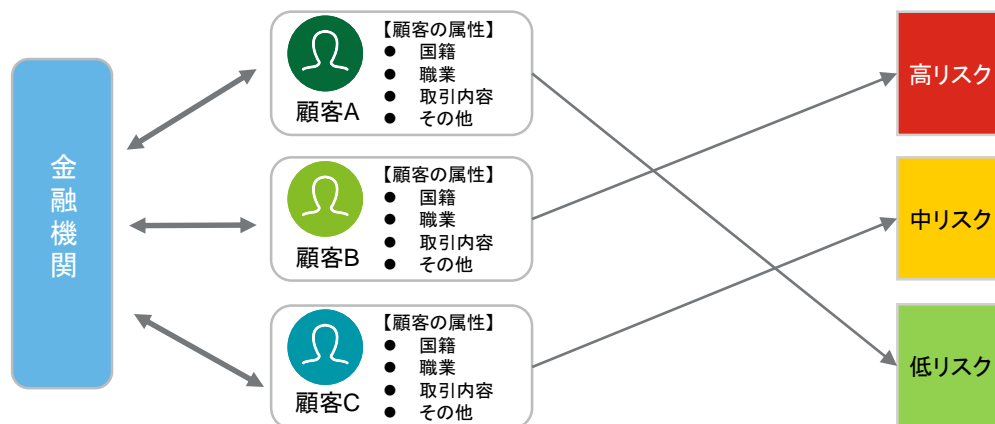 金融機関
【顧客の属性】
● 国籍
● 職業
● 取引内容
● その他
顧客A
【顧客の属性】
● 国籍
● 職業
● 取引内容
● その他
顧客B
【顧客の属性】
● 国籍
● 職業
● 取引内容
● その他
顧客C
高リスク
中リスク
低リスク